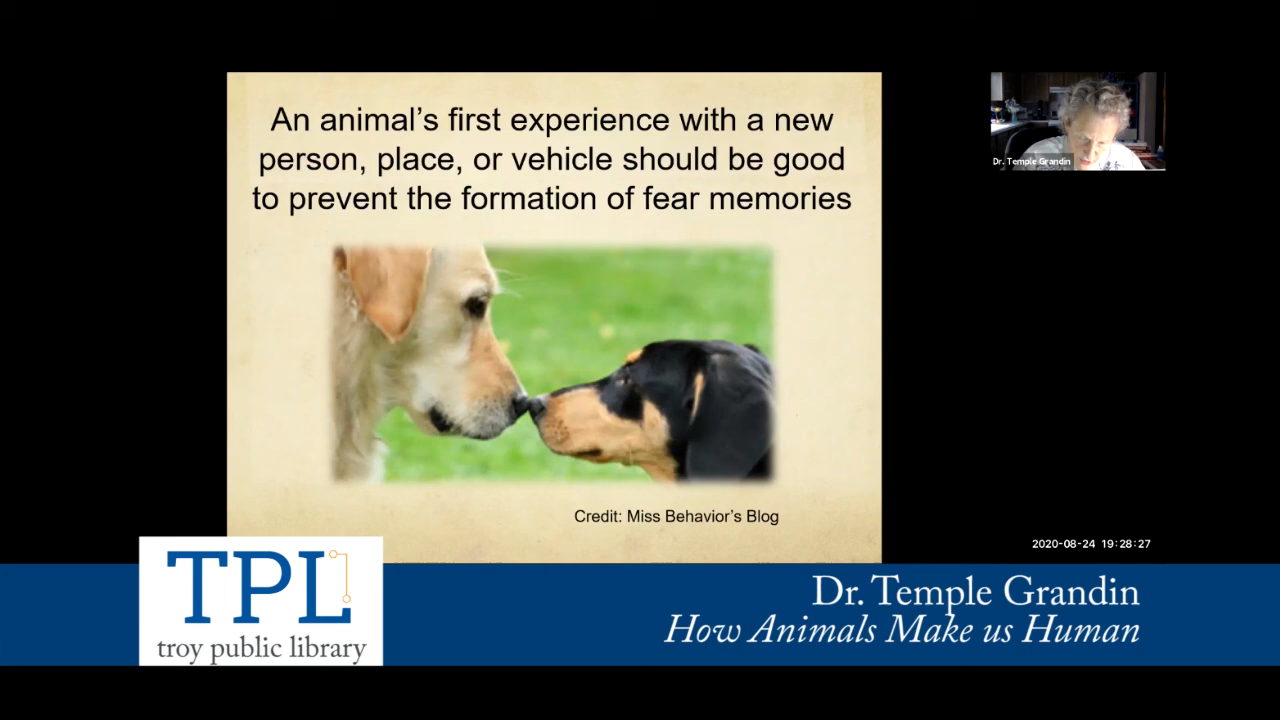 An animal’s first experience with a new
person, place, or vehicle should be good
to prevent the formation of fear memories
Dr. Temple Grandin
Credit: Miss Behavior’s Blog
2020-08-24 19:28:27
TPL
troy public library
Dr. Temple Grandin
How Animals Make us Human